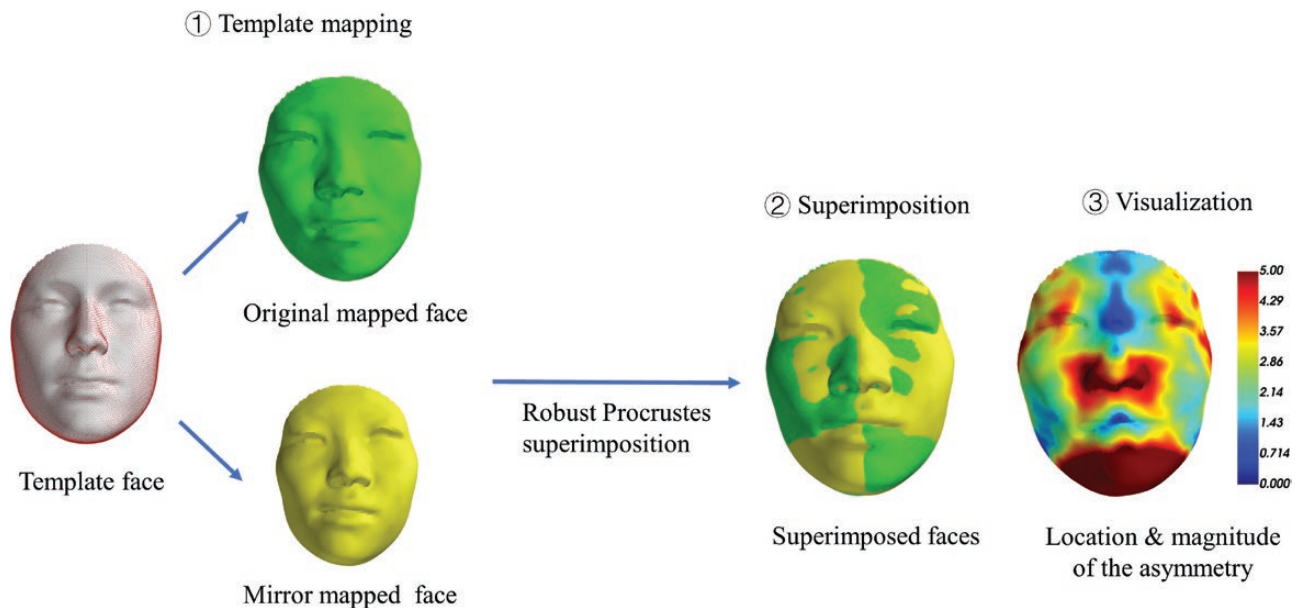 ① Template mapping
Original mapped face
Template face
Mirror mapped face
Robust Procrustes
superimposition
② Superimposition
Superimposed faces
③ Visualization
5.00
4.29
3.57
2.86
2.14
1.43
0.714
0.000
Location & magnitude
of the asymmetry